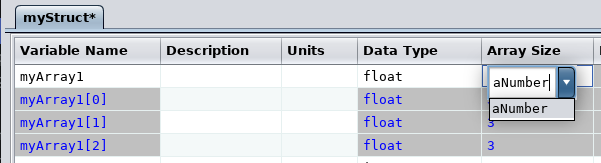 myStruct*
Variable Name Description Units Data Type Array Size
myArray1 float aNumber
myArray1[0] float aNumber
myArray1[1] float 3
myArray1[2] float 3